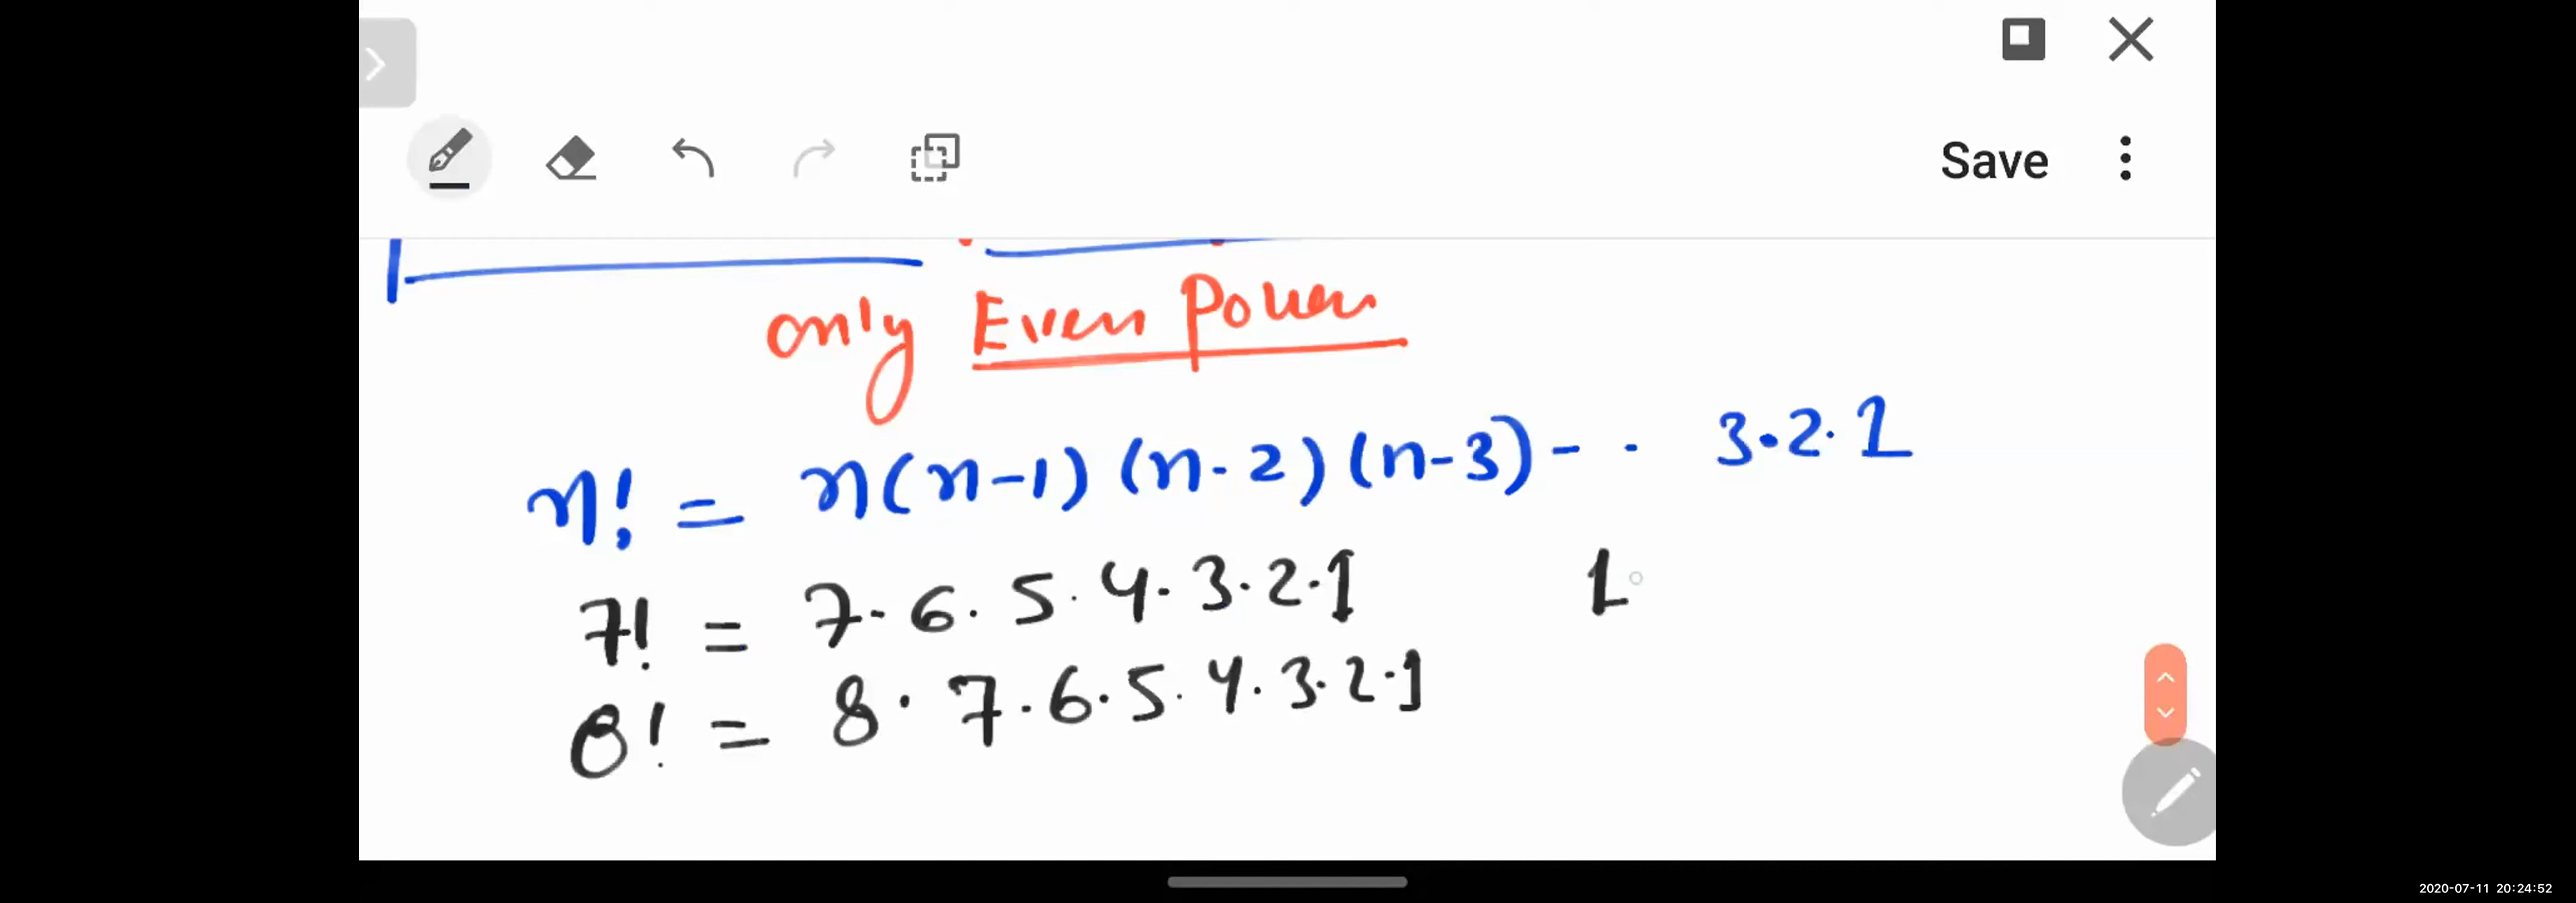 Save
only Even Power
n! = n(n-1)(n-2)(n-3)- - 3·2·1
7! = 7·6·5·4·3·2·1 1
8! = 8·7·6·5·4·3·2·1
2020-07-11 20:24:52